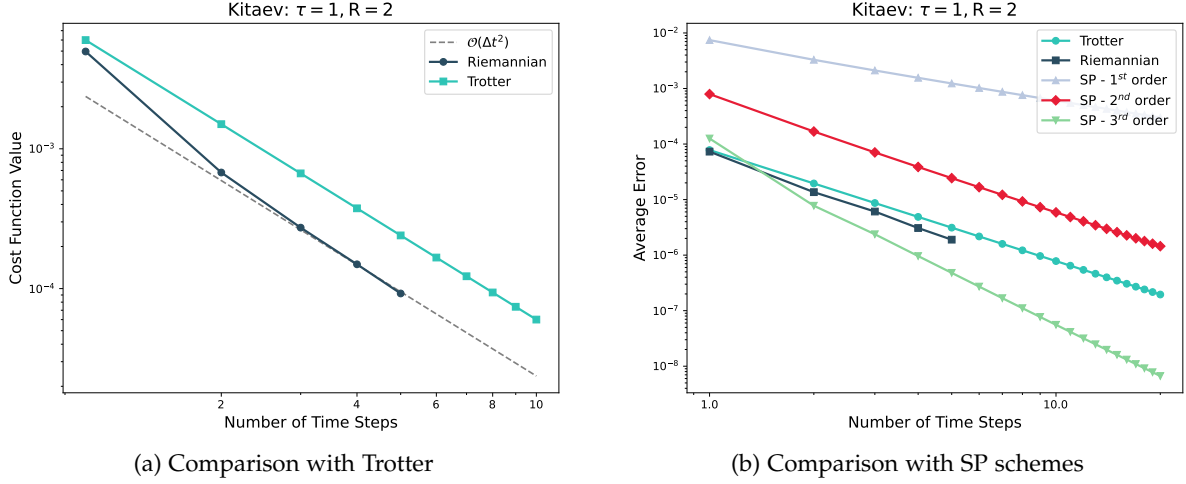 Kitaev: τ = 1, R = 2
O(Δt²)
Riemannian
Trotter
Cost Function Value
10⁻³
10⁻⁴
2
4
6
8
10
Number of Time Steps
(a) Comparison with Trotter
Kitaev: τ = 1, R = 2
Trotter
Riemannian
SP - 1ˢᵗ order
SP - 2ⁿᵈ order
SP - 3ʳᵈ order
Average Error
10⁻²
10⁻³
10⁻⁴
10⁻⁵
10⁻⁶
10⁻⁷
10⁻⁸
1.0
10.0
Number of Time Steps
(b) Comparison with SP schemes